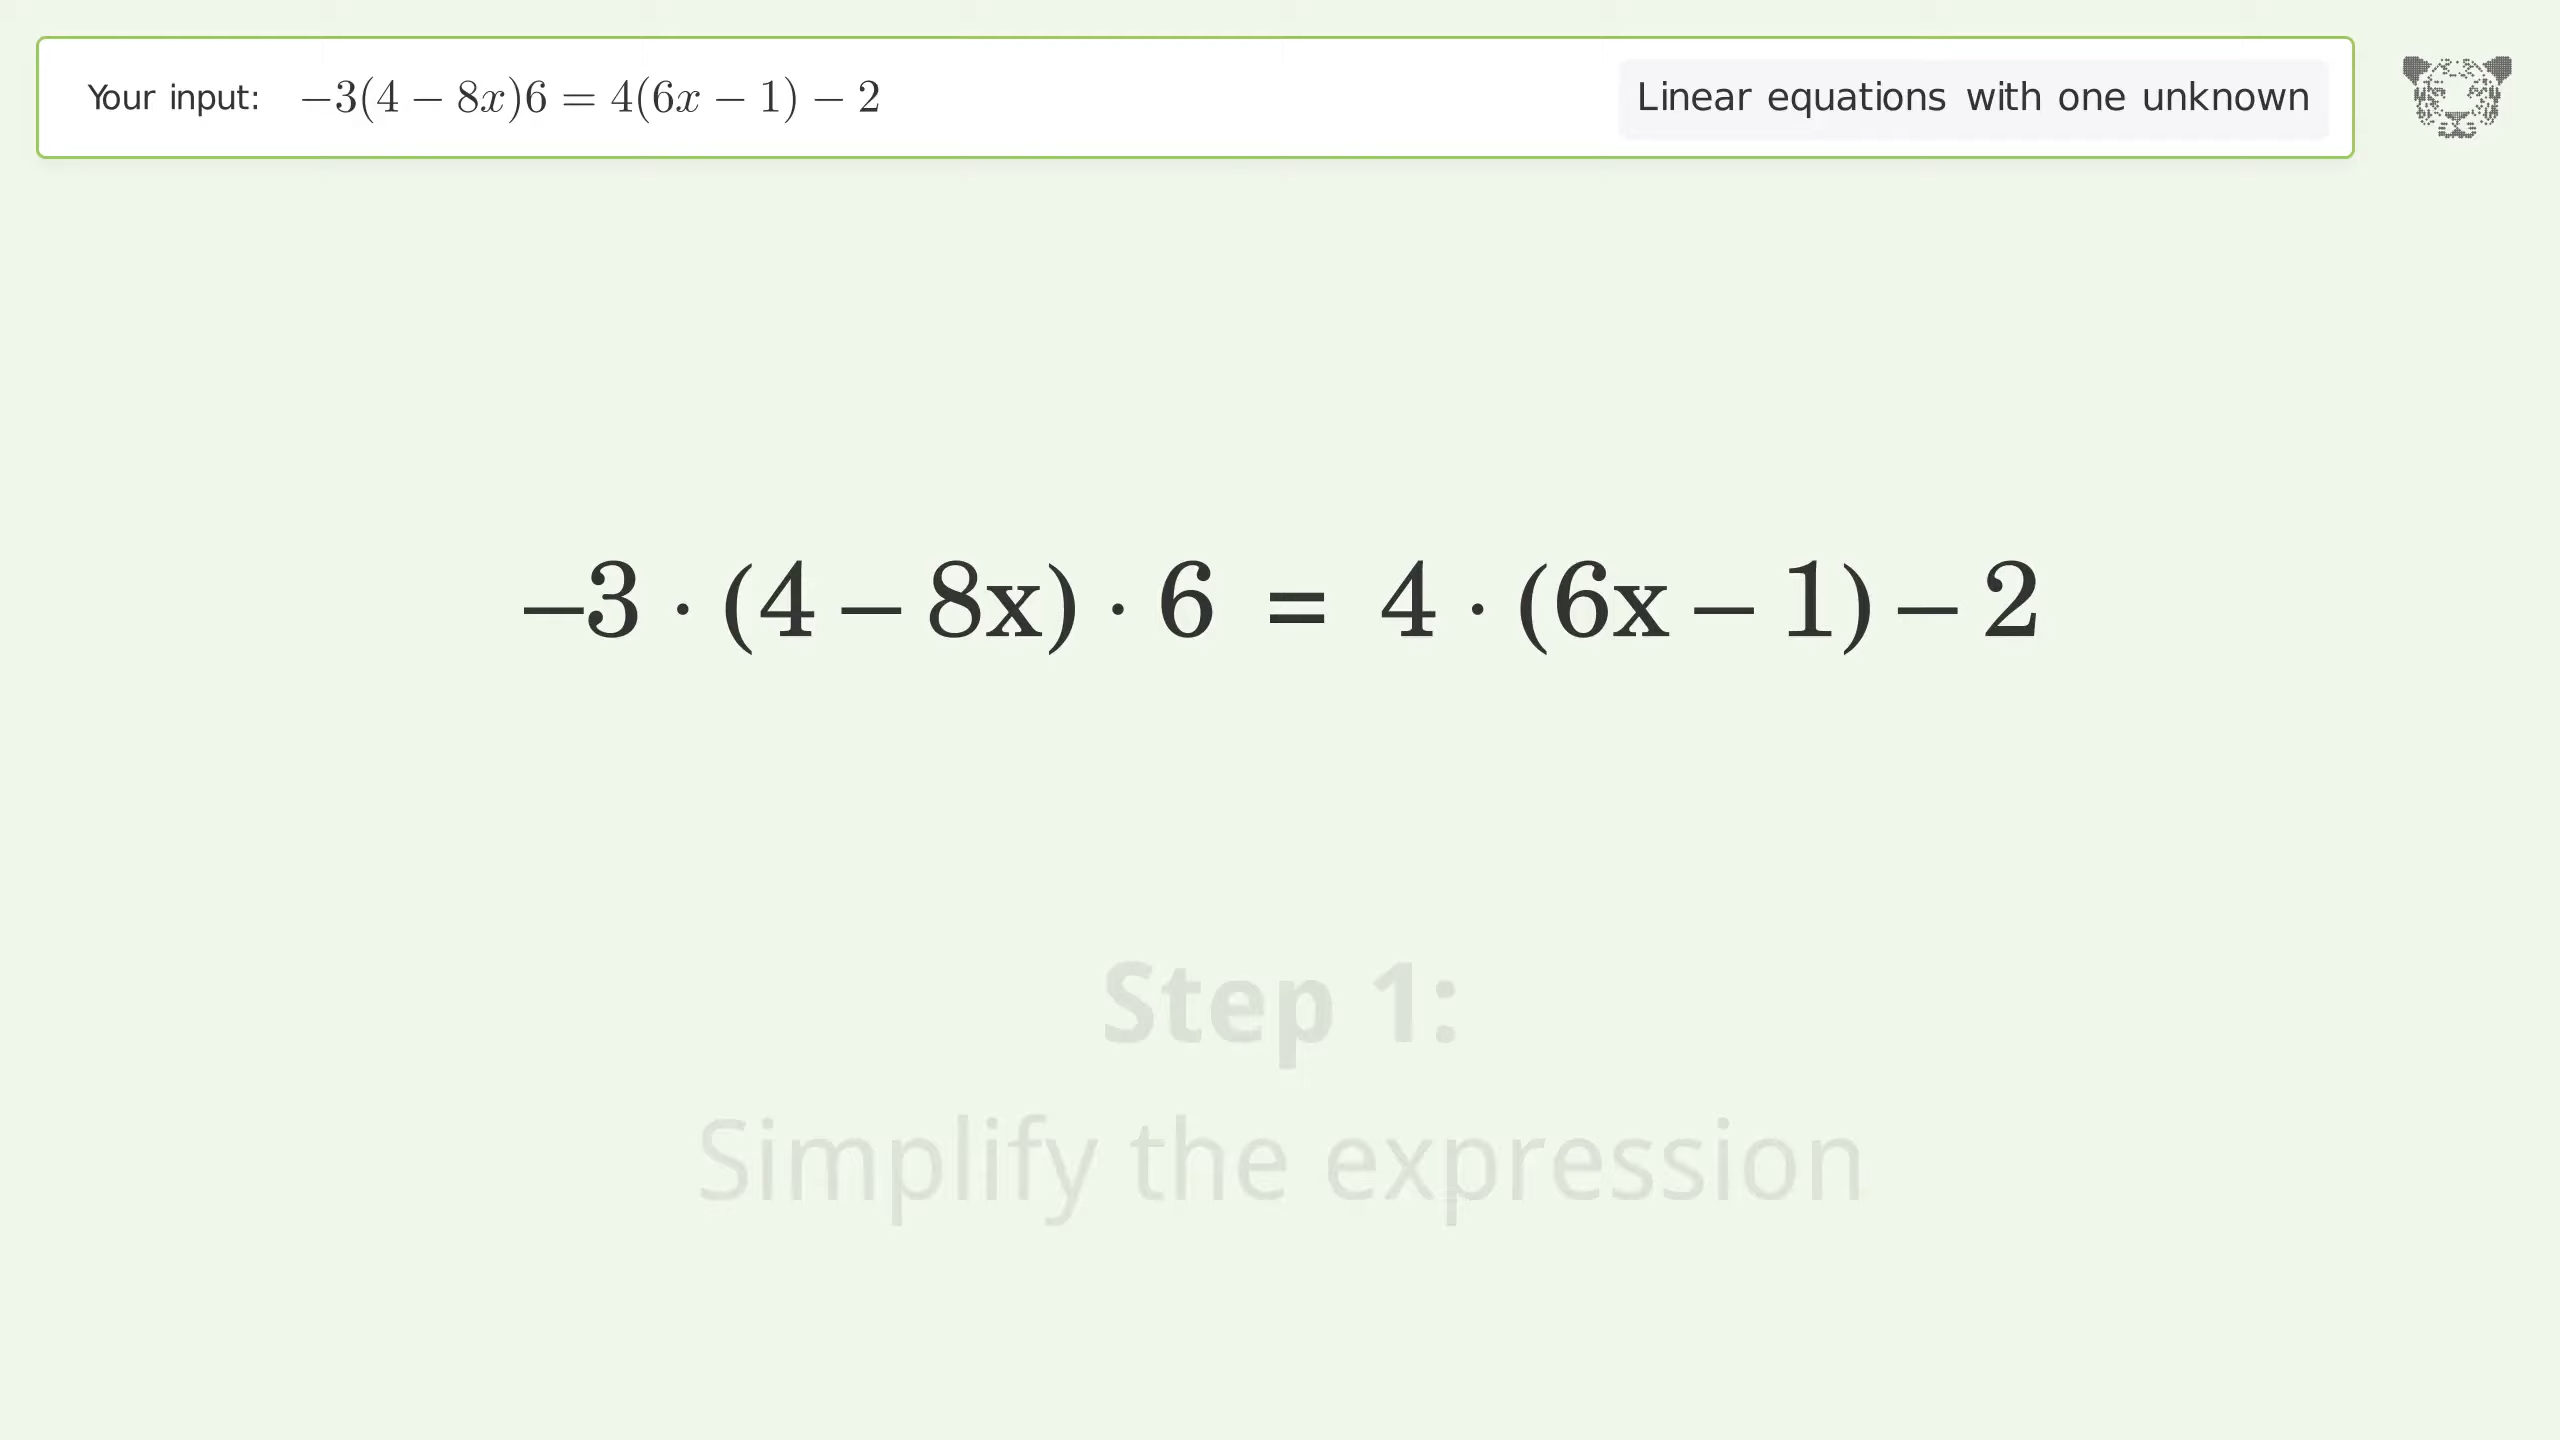 Your input: −3(4 − 8x)6 = 4(6x − 1) − 2
Linear equations with one unknown
−3 · (4 − 8x) · 6 = 4 · (6x − 1) − 2
Step 1:
Simplify the expression